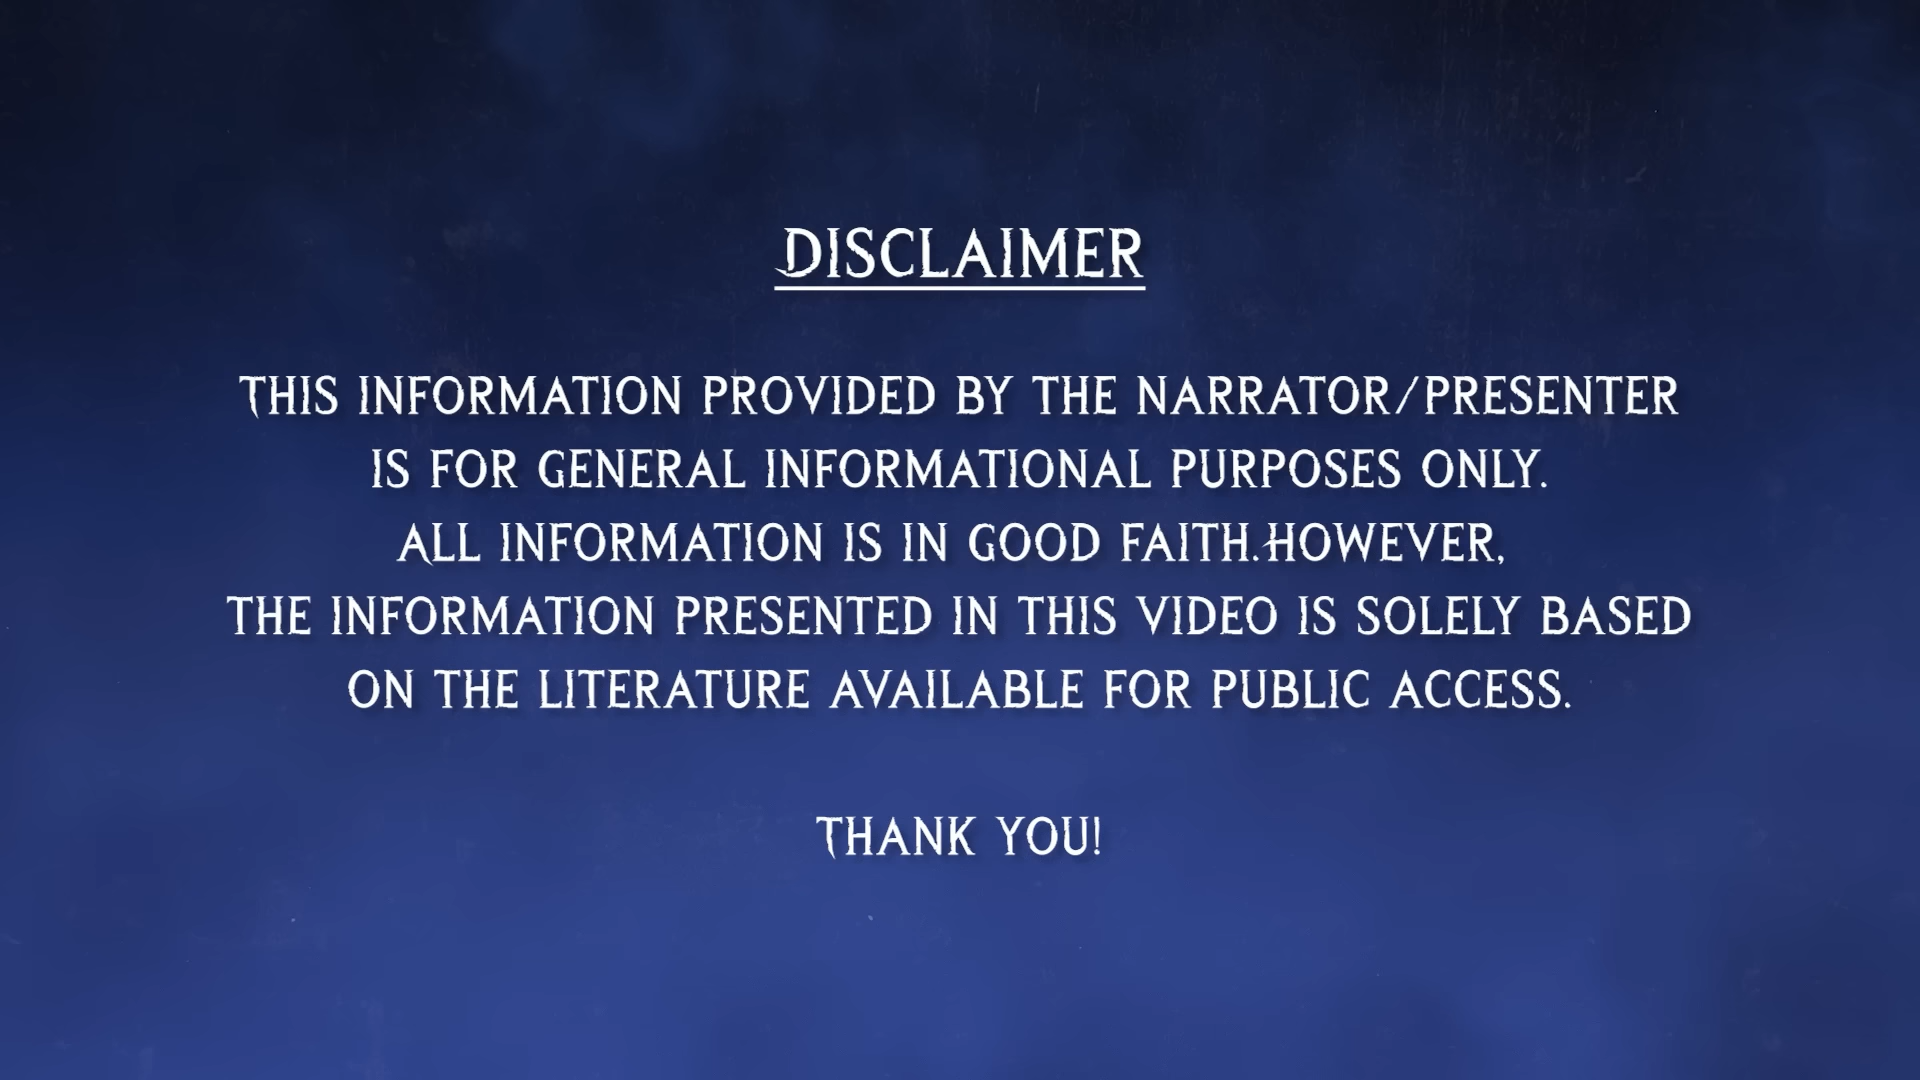 DISCLAIMER
THIS INFORMATION PROVIDED BY THE NARRATOR/PRESENTER
IS FOR GENERAL INFORMATIONAL PURPOSES ONLY.
ALL INFORMATION IS IN GOOD FAITH.HOWEVER,
THE INFORMATION PRESENTED IN THIS VIDEO IS SOLELY BASED
ON THE LITERATURE AVAILABLE FOR PUBLIC ACCESS.
THANK YOU!